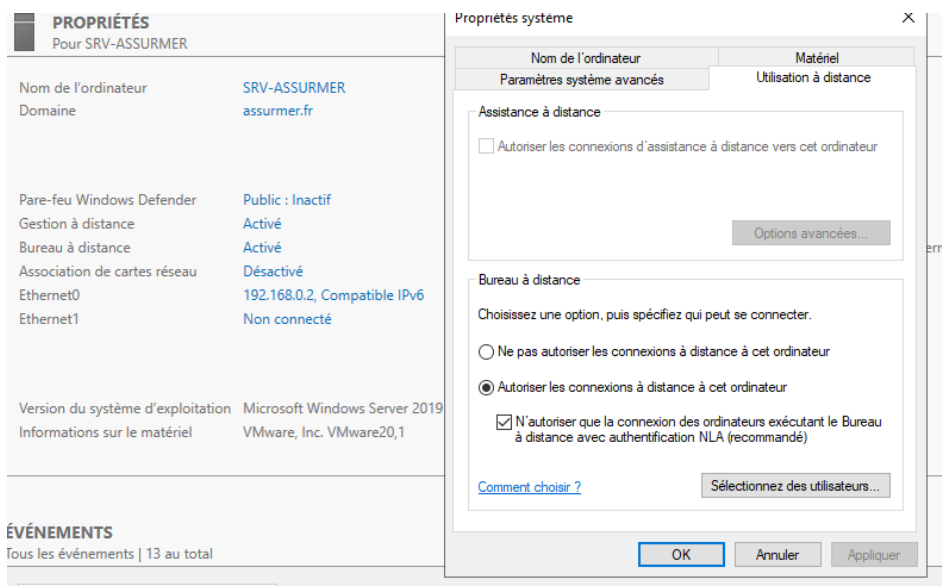 PROPRIÉTÉS
Pour SRV-ASSURMER
Nom de l'ordinateur SRV-ASSURMER
Domaine assurmer.fr
Pare-feu Windows Defender Public : Inactif
Gestion à distance Activé
Bureau à distance Activé
Association de cartes réseau Désactivé
Ethernet0 192.168.0.2, Compatible IPv6
Ethernet1 Non connecté
Version du système d'exploitation Microsoft Windows Server 2019
Informations sur le matériel VMware, Inc. VMware20,1
ÉVÉNEMENTS
Tous les événements | 13 au total
Propriétés système
Nom de l'ordinateur Matériel
Paramètres système avancés Utilisation à distance
Assistance à distance
Autoriser les connexions d'assistance à distance vers cet ordinateur
Options avancées...
Bureau à distance
Choisissez une option, puis spécifiez qui peut se connecter.
Ne pas autoriser les connexions à distance à cet ordinateur
Autoriser les connexions à distance à cet ordinateur
N'autoriser que la connexion des ordinateurs exécutant le Bureau
à distance avec authentification NLA (recommandé)
Comment choisir ? Sélectionnez des utilisateurs...
OK Annuler Appliquer